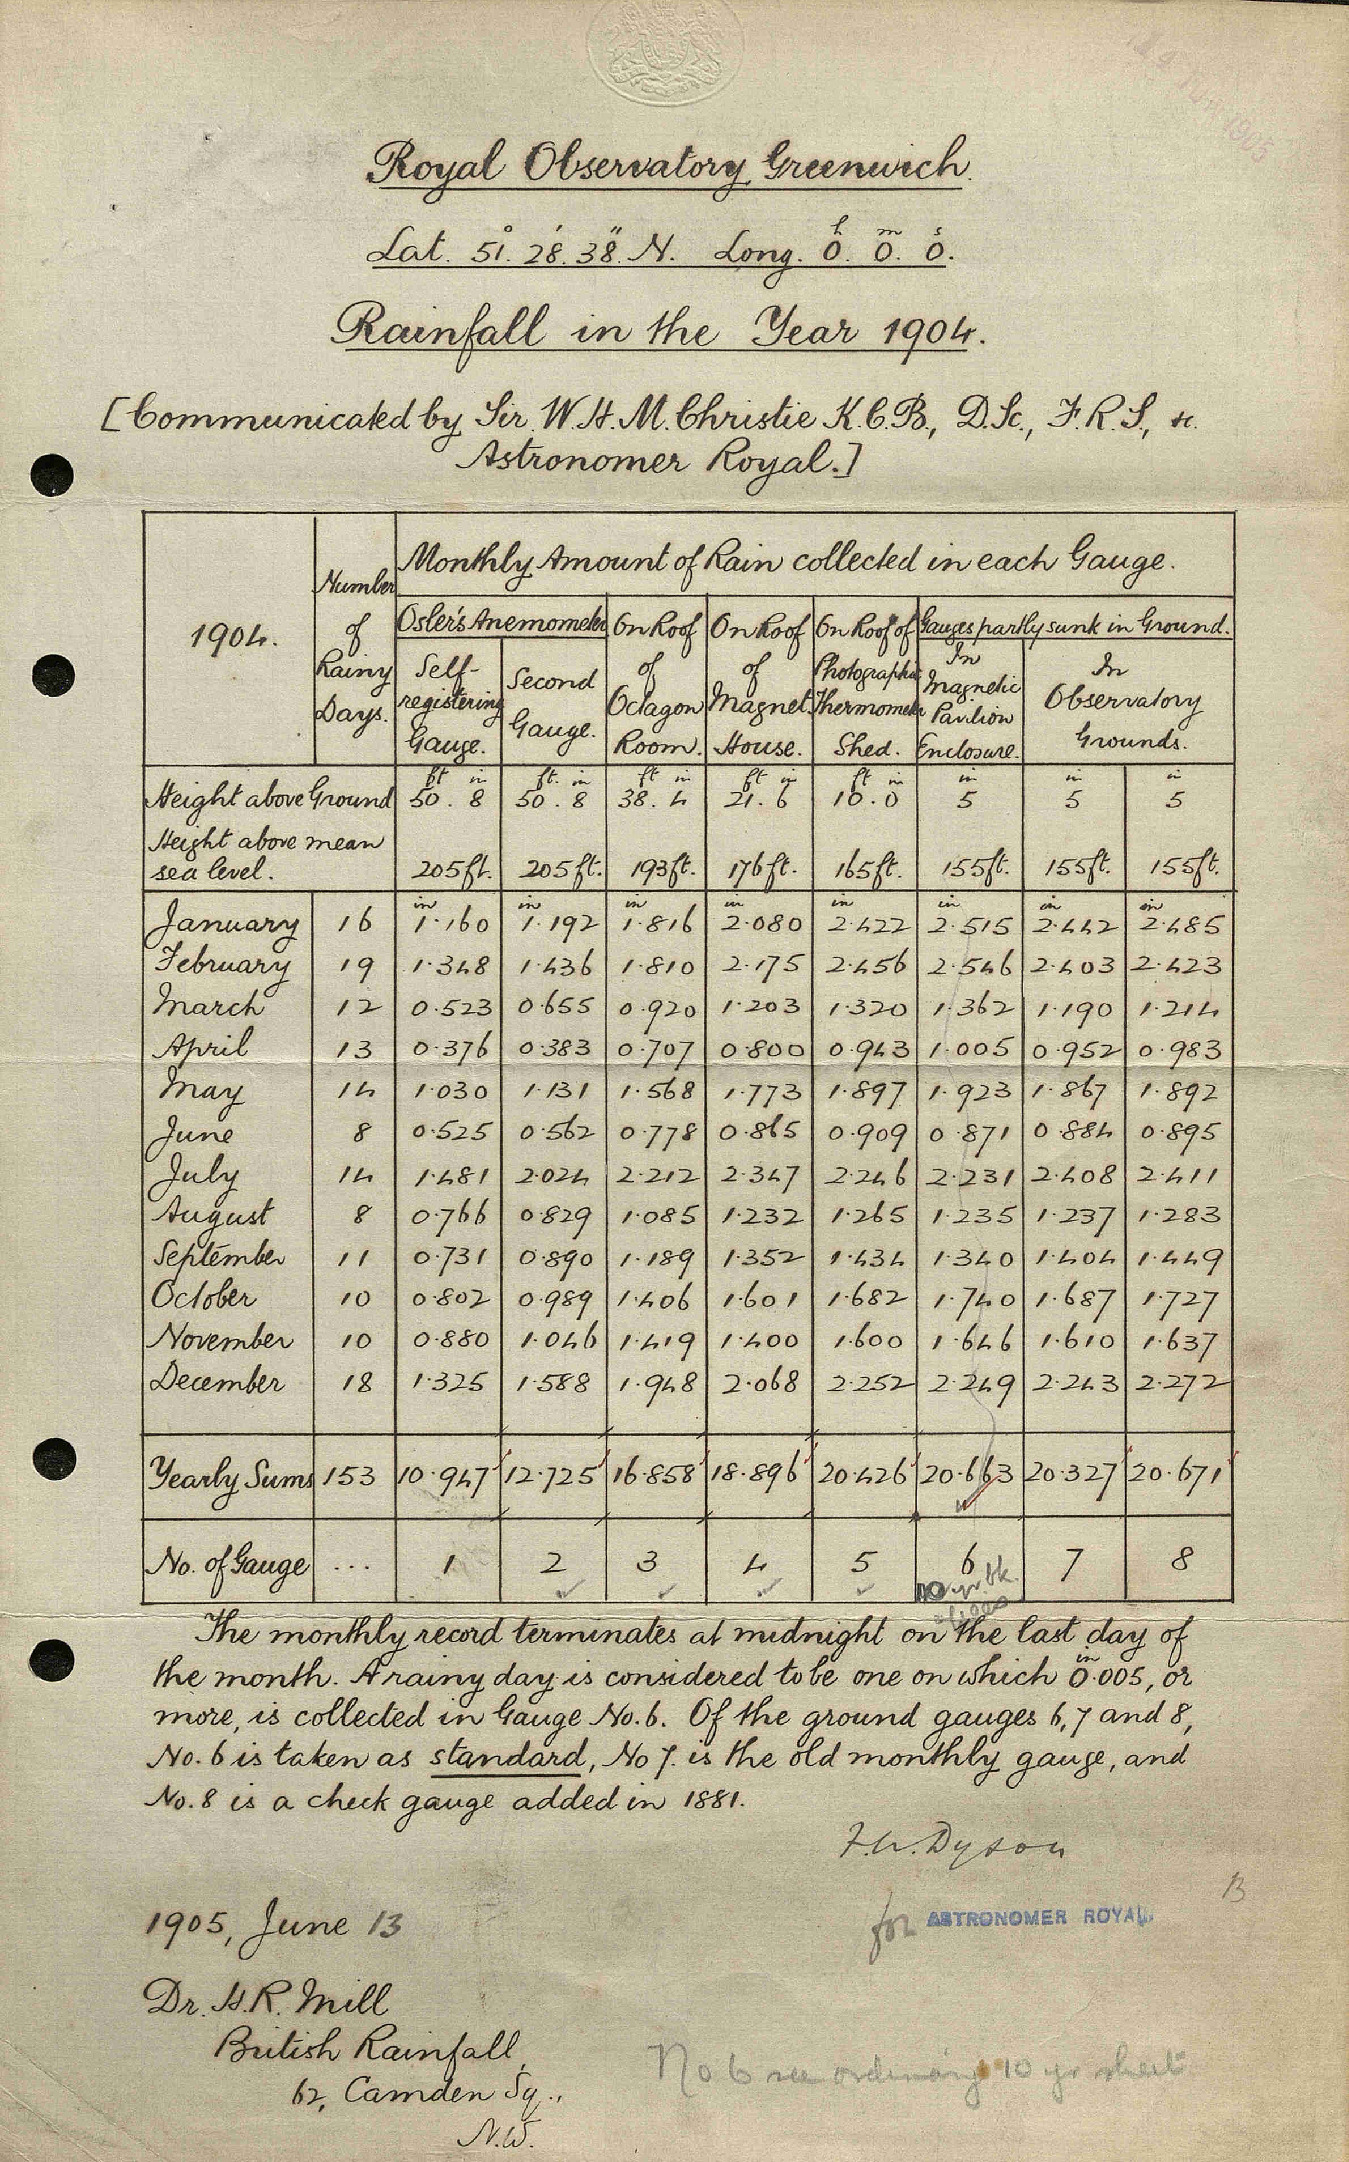 Royal Observatory Greenwich.
Lat. 51°. 28′. 38″. N. Long. 0h. 0m. 0s.
Rainfall in the Year 1904.
[Communicated by Sir W. H. M. Christie K.C.B., D.Sc., F.R.S, &c.
Astronomer Royal.]
1904. Number of Rainy Days. Monthly Amount of Rain collected in each Gauge.
Osler's Anemometer On Roof of Octagon Room. On Roof of Magnet House. On Roof of Photographic Thermometer Shed. Gauges partly sunk in Ground.
Self-registering Gauge. Second Gauge. In Magnetic Pavilion Enclosure. In Observatory Grounds.
ft in ft. in ft in ft in ft in in in in
Height above Ground 50. 8 50. 8 38. 4 21. 6 10. 0 5 5 5
Height above mean
sea level. 205ft. 205ft. 193ft. 176ft. 165ft. 155ft. 155ft. 155ft.
in in in in in in in in
January 16 1.160 1.192 1.816 2.080 2.422 2.515 2.442 2.485
February 19 1.348 1.436 1.810 2.175 2.456 2.546 2.403 2.423
March 12 0.523 0.655 0.920 1.203 1.320 1.362 1.190 1.214
April 13 0.376 0.383 0.707 0.800 0.943 1.005 0.952 0.983
May 14 1.030 1.131 1.568 1.773 1.897 1.923 1.867 1.892
June 8 0.525 0.562 0.778 0.865 0.909 0.871 0.884 0.895
July 14 1.481 2.024 2.212 2.347 2.246 2.231 2.408 2.411
August 8 0.766 0.829 1.085 1.232 1.265 1.235 1.237 1.283
September 11 0.731 0.890 1.189 1.352 1.434 1.340 1.404 1.449
October 10 0.802 0.989 1.406 1.601 1.682 1.740 1.687 1.727
November 10 0.880 1.046 1.419 1.400 1.600 1.646 1.610 1.637
December 18 1.325 1.588 1.948 2.068 2.252 2.249 2.243 2.272
Yearly Sums 153 10.947 12.725 16.858 18.896 20.426 20.663 20.327 20.671
No. of Gauge ... 1 2 3 4 5 6 7 8
10 yr bk.
The monthly record terminates at midnight on the last day of
the month. A rainy day is considered to be one on which 0in.005, or
more, is collected in Gauge No. 6. Of the ground gauges 6, 7 and 8,
No. 6 is taken as standard, No 7. is the old monthly gauge, and
No. 8 is a check gauge added in 1881.
F.W. Dyson
B
1905, June 13
for ASTRONOMER ROYAL
Dr. H.R. Mill
British Rainfall,
62, Camden Sq.,
N.W.
No 6 see ordinary 10 yr sheet